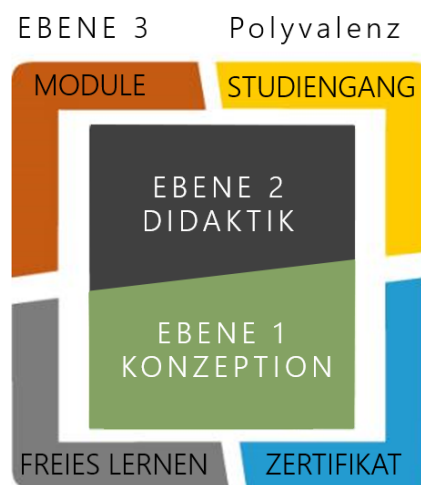 EBENE 3 Polyvalenz
MODULE STUDIENGANG
EBENE 2
DIDAKTIK
EBENE 1
KONZEPTION
FREIES LERNEN ZERTIFIKAT